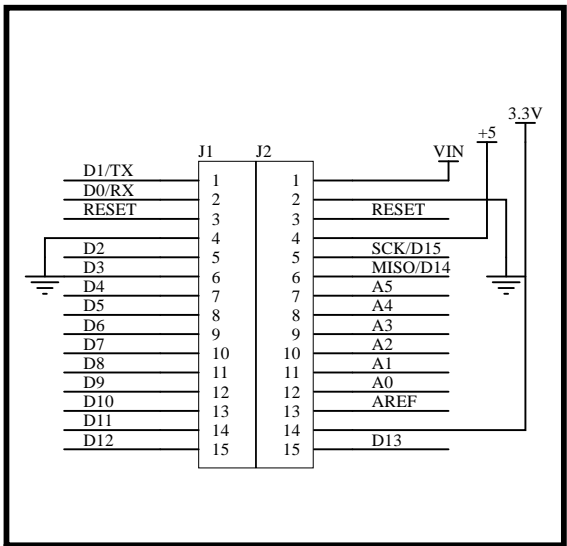 3.3V
+5
J1 J2 VIN
D1/TX 1 1
D0/RX 2 2
RESET 3 3 RESET
4 4
D2 5 5 SCK/D15
D3 6 6 MISO/D14
D4 7 7 A5
D5 8 8 A4
D6 9 9 A3
D7 10 10 A2
D8 11 11 A1
D9 12 12 A0
D10 13 13 AREF
D11 14 14
D12 15 15 D13